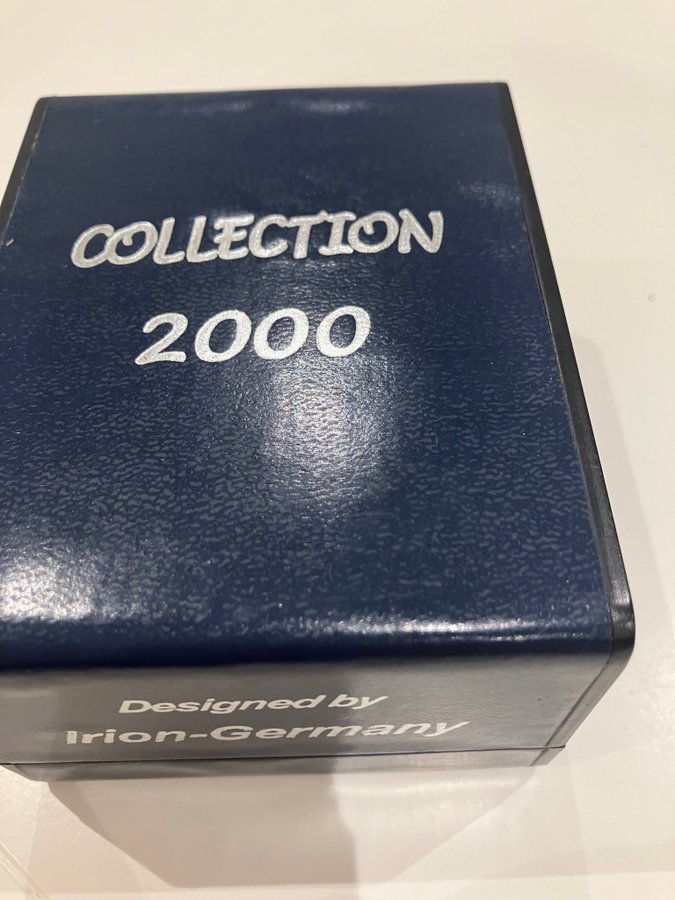 COLLECTION
2000
Designed by
Irion-Germany